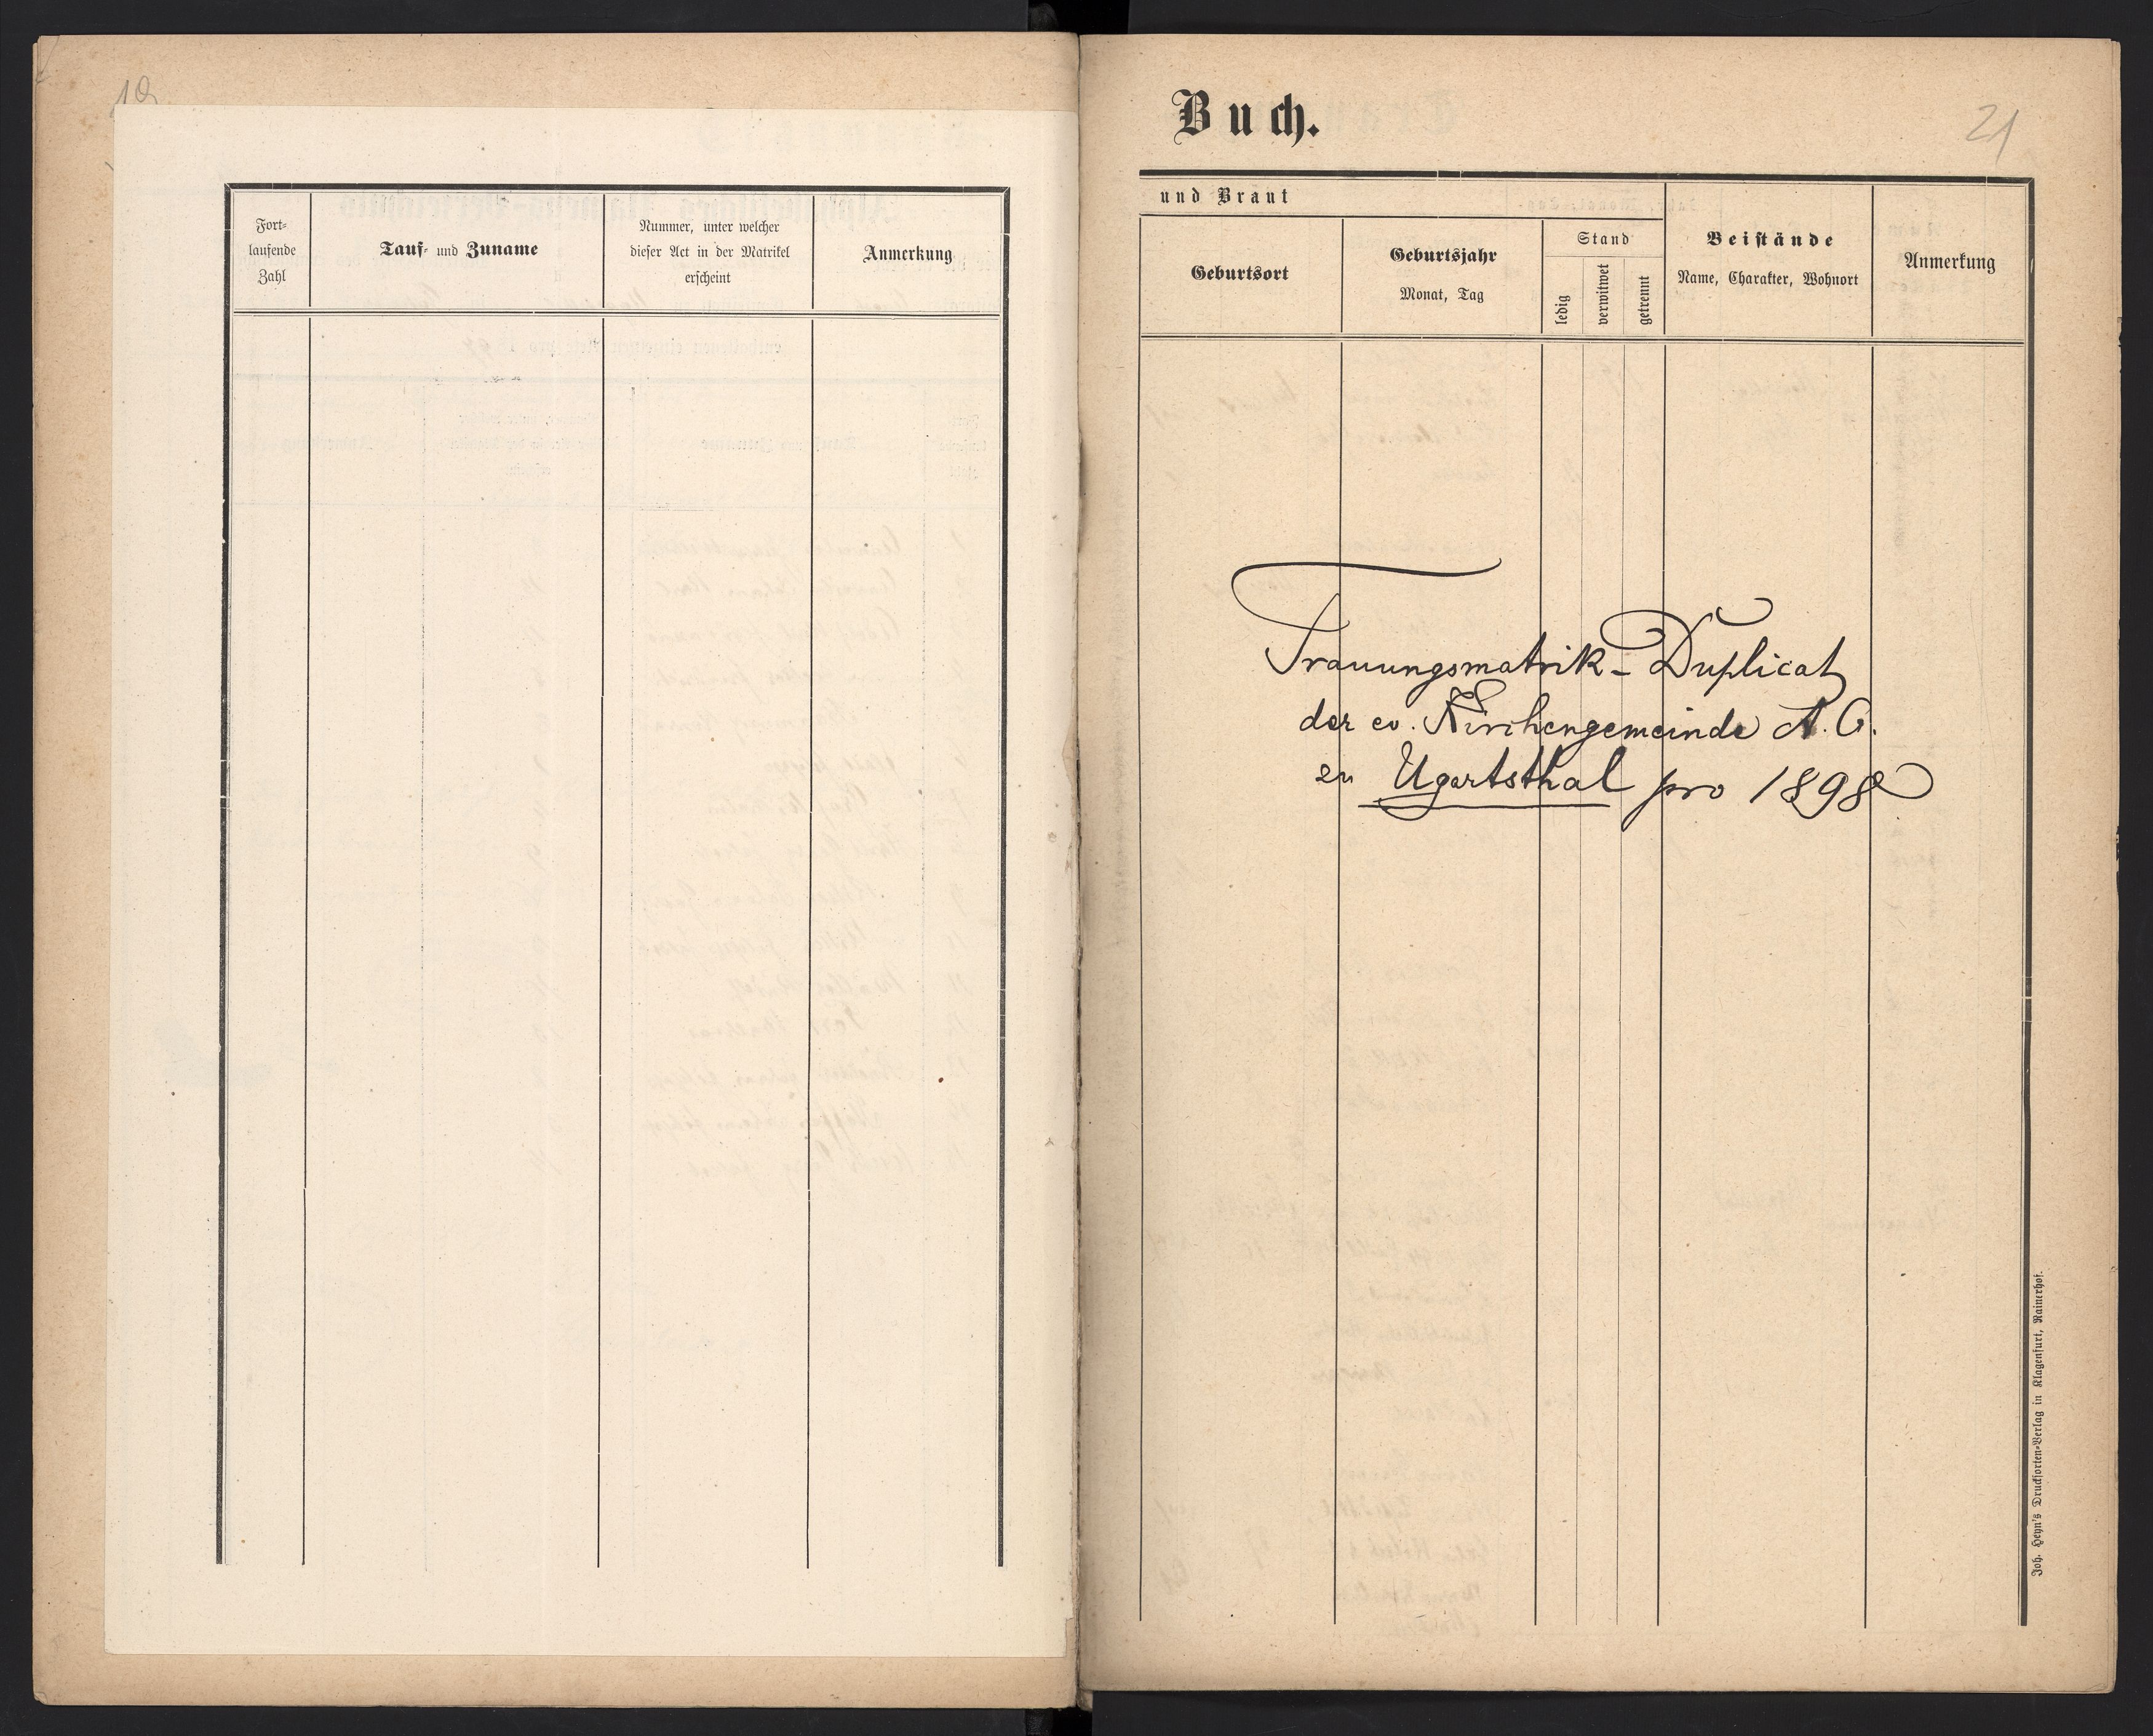 Fort-
laufende
Zahl
Tauf- und Zuname
Nummer, unter welcher
dieser Act in der Matrikel
erscheint
Anmerkung
Buch.
21
und Braut
Geburtsort
Geburtsjahr
Monat, Tag
Stand
ledig
verwitwet
getrennt
Beistände
Name, Charakter, Wohnort
Anmerkung
Trauungsmatrik-Duplicat
der ev. Kirchengemeinde A. C.
zu Ugartsthal pro 1898
Joh. Heyn's Drucksorten-Verlag in Klagenfurt, Rainerhof.